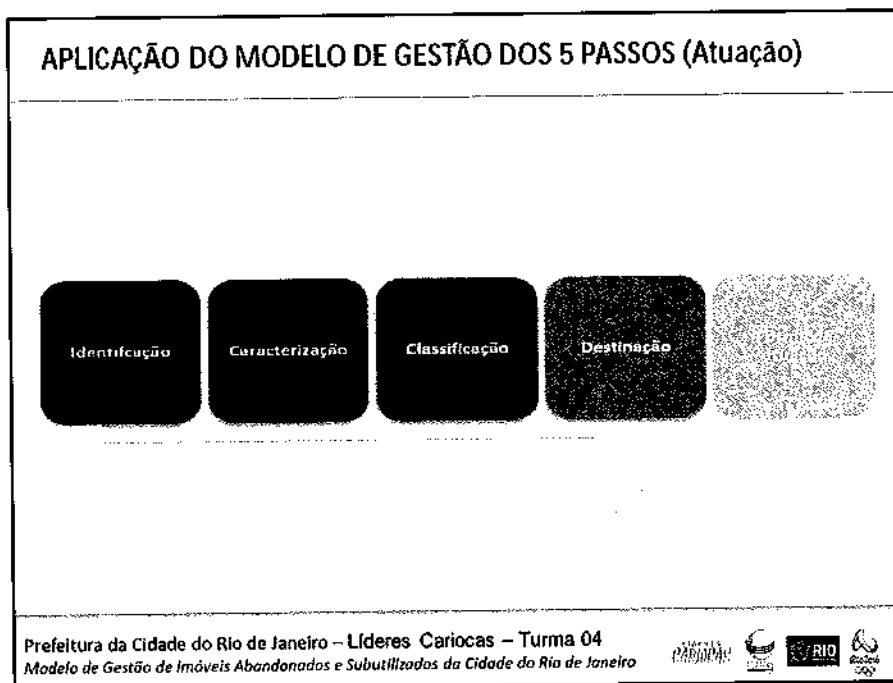 APLICAÇÃO DO MODELO DE GESTÃO DOS 5 PASSOS (Atuação)
Identifcação
Caracterização
Classificação
Destinação
Prefeitura da Cidade do Rio de Janeiro – Líderes Cariocas – Turma 04
Modelo de Gestão de Imóveis Abandonados e Subutilizados da Cidade do Rio de Janeiro
RIO